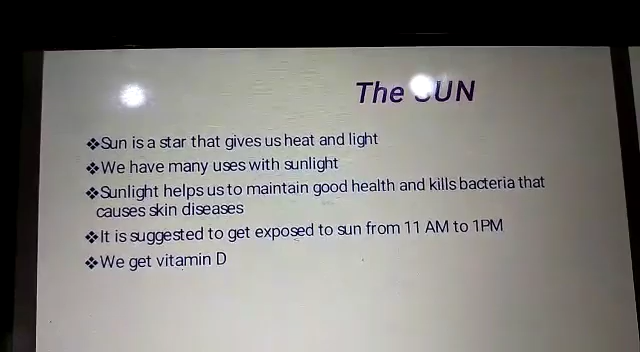 The SUN
❖Sun is a star that gives us heat and light
❖We have many uses with sunlight
❖Sunlight helps us to maintain good health and kills bacteria that
causes skin diseases
❖It is suggested to get exposed to sun from 11 AM to 1PM
❖We get vitamin D